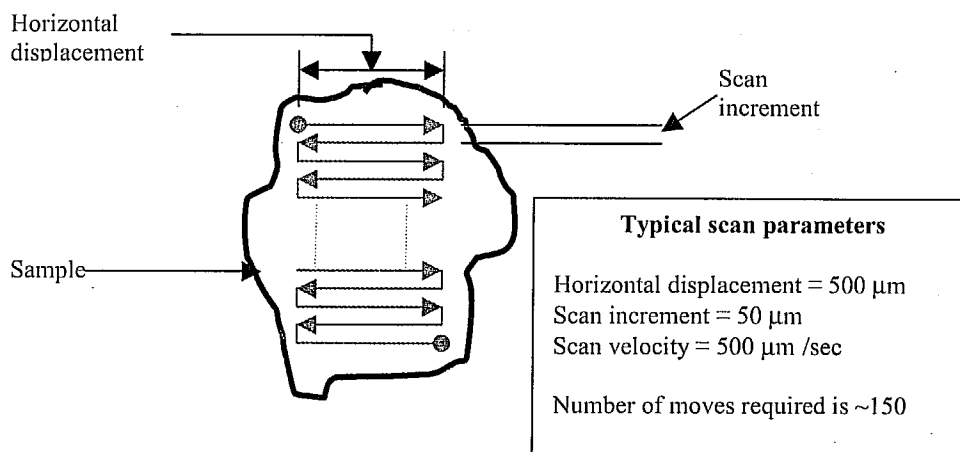 Horizontal
displacement
Scan
increment
Sample
Typical scan parameters
Horizontal displacement = 500 μm
Scan increment = 50 μm
Scan velocity = 500 μm /sec
Number of moves required is ~150